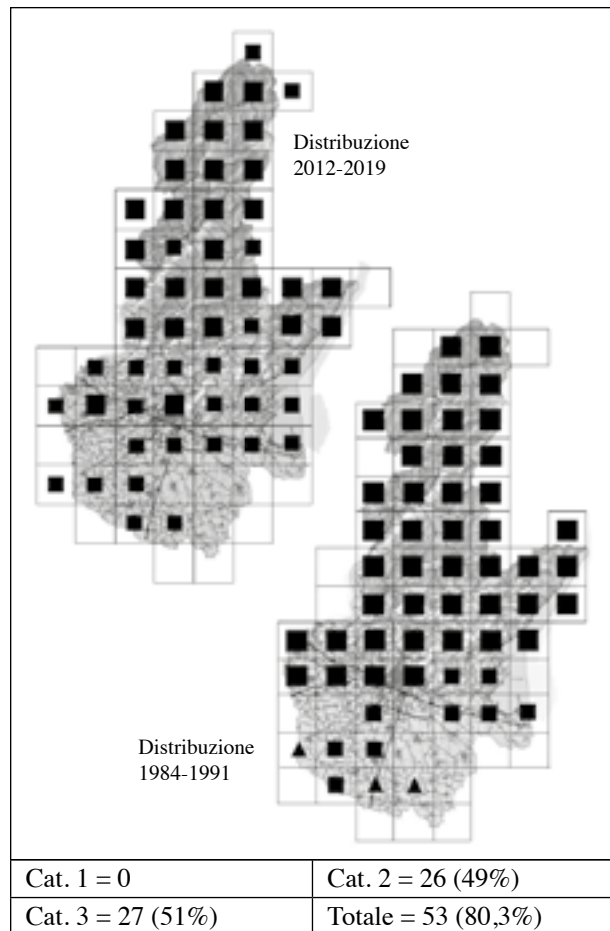 Distribuzione
2012-2019
Distribuzione
1984-1991
Cat. 1 = 0
Cat. 2 = 26 (49%)
Cat. 3 = 27 (51%)
Totale = 53 (80,3%)